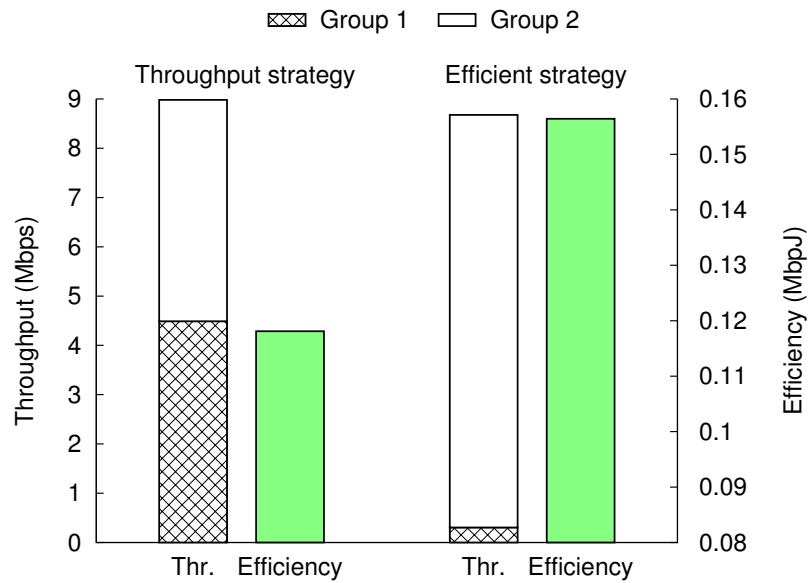 Group 1 Group 2
Throughput strategy Efficient strategy
9 0.16
8 0.15
7 0.14
6 0.13
5 0.12
4 0.11
3 0.1
2 0.09
1 0.08
0
Throughput (Mbps)
Efficiency (MbpJ)
Thr. Efficiency Thr. Efficiency